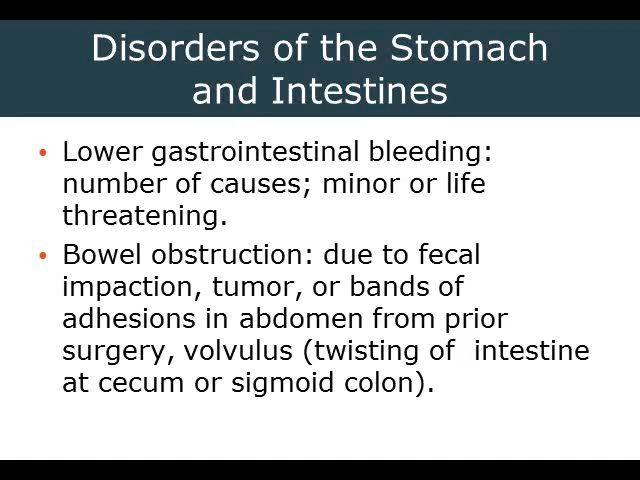 Disorders of the Stomach
and Intestines
• Lower gastrointestinal bleeding:
number of causes; minor or life
threatening.
• Bowel obstruction: due to fecal
impaction, tumor, or bands of
adhesions in abdomen from prior
surgery, volvulus (twisting of  intestine
at cecum or sigmoid colon).